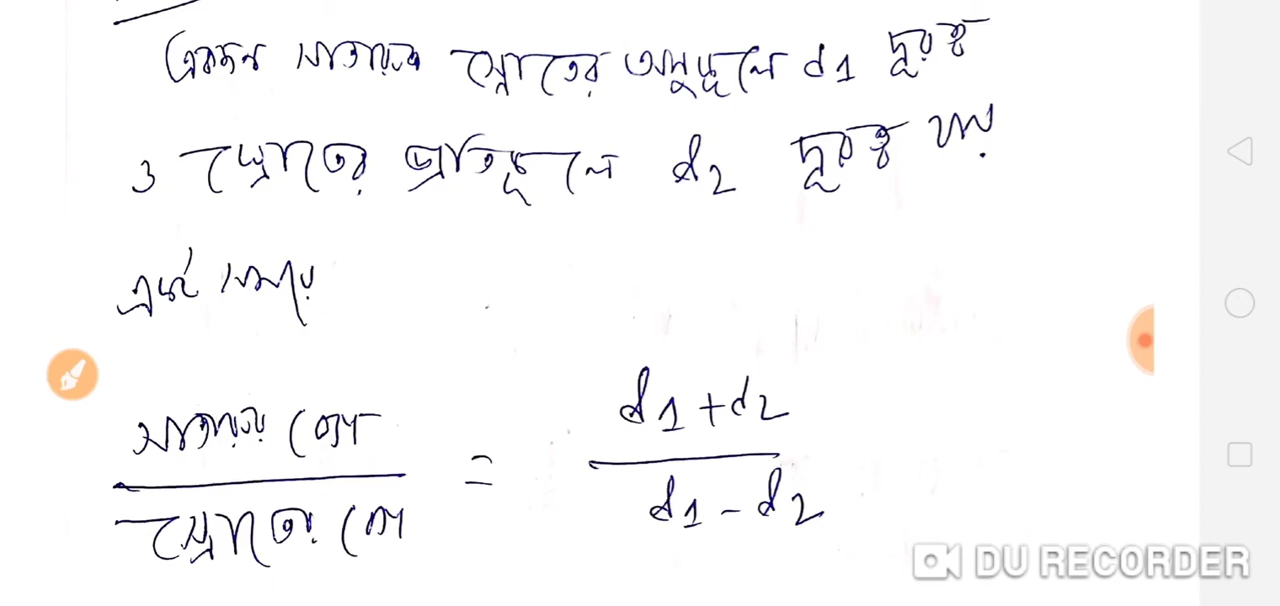 একজন সাতারু স্রোতের অনুকূলে d1 দূরত্ব
ও স্রোতের প্রতিকূলে d2 দূরত্ব যায়
একই সময়ে
সাতারুর বেগ
স্রোতের বেগ
=
d1+d2
d1-d2
DU RECORDER